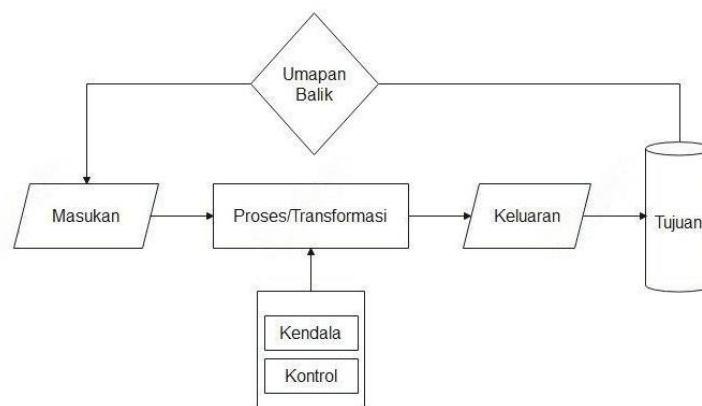 Umapan
Balik
Masukan
Proses/Transformasi
Keluaran
Tujuan
Kendala
Kontrol